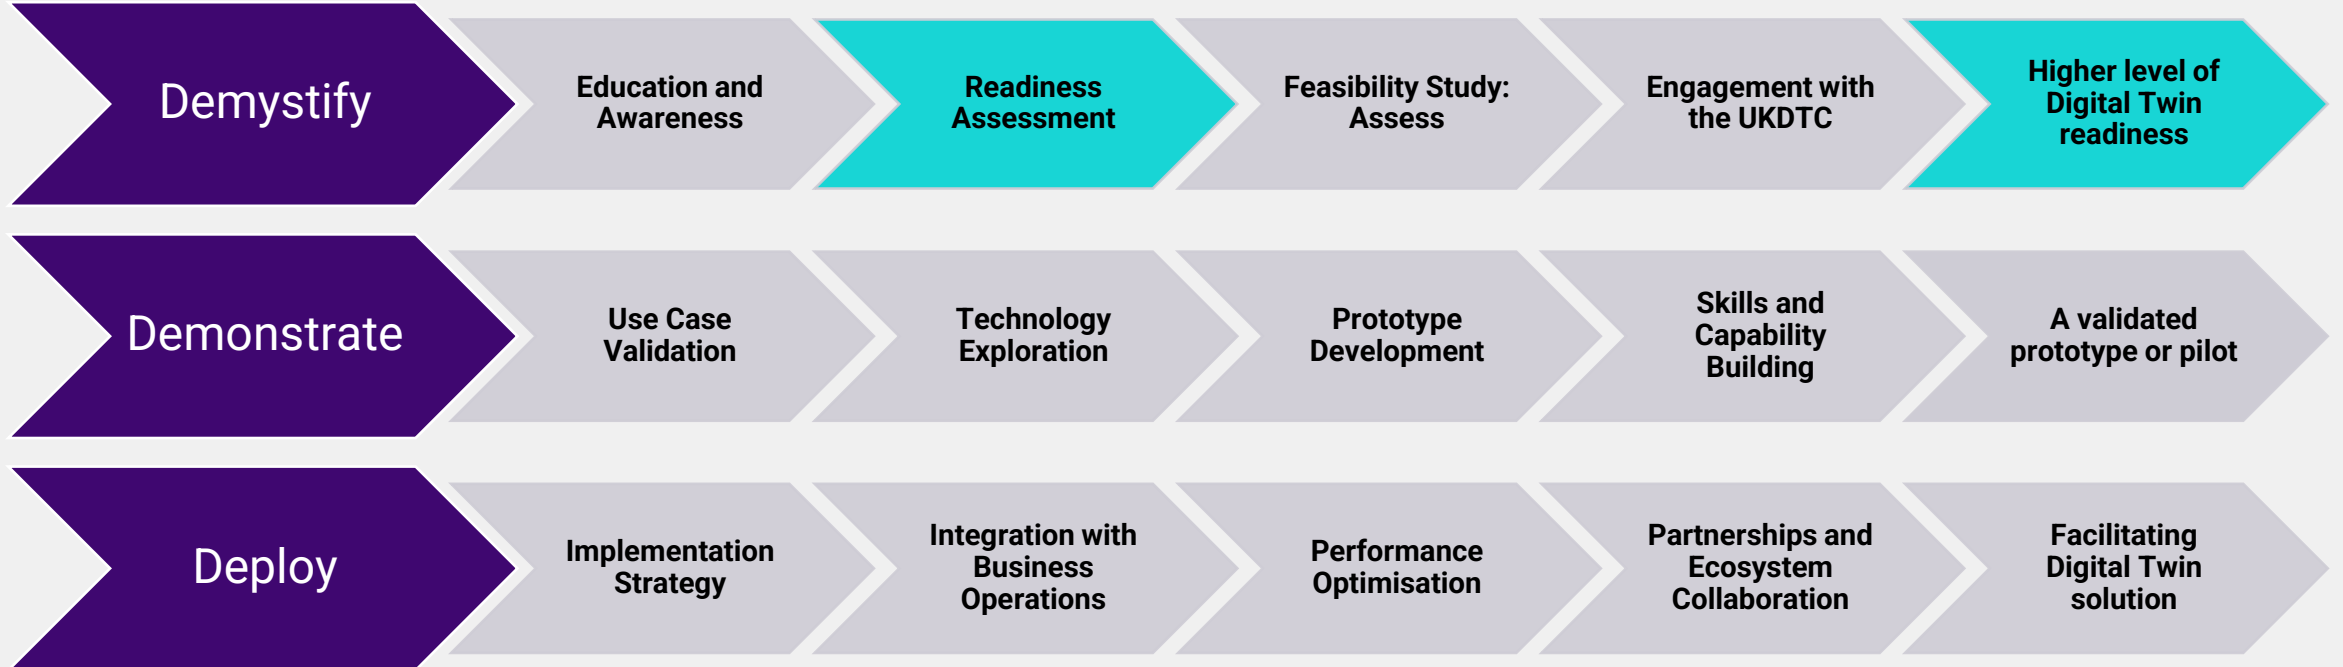 Demystify
Education and
Awareness
Readiness
Assessment
Feasibility Study:
Assess
Engagement with
the UKDTC
Higher level of
Digital Twin
readiness
Demonstrate
Use Case
Validation
Technology
Exploration
Prototype
Development
Skills and
Capability
Building
A validated
prototype or pilot
Deploy
Implementation
Strategy
Integration with
Business
Operations
Performance
Optimisation
Partnerships and
Ecosystem
Collaboration
Facilitating
Digital Twin
solution